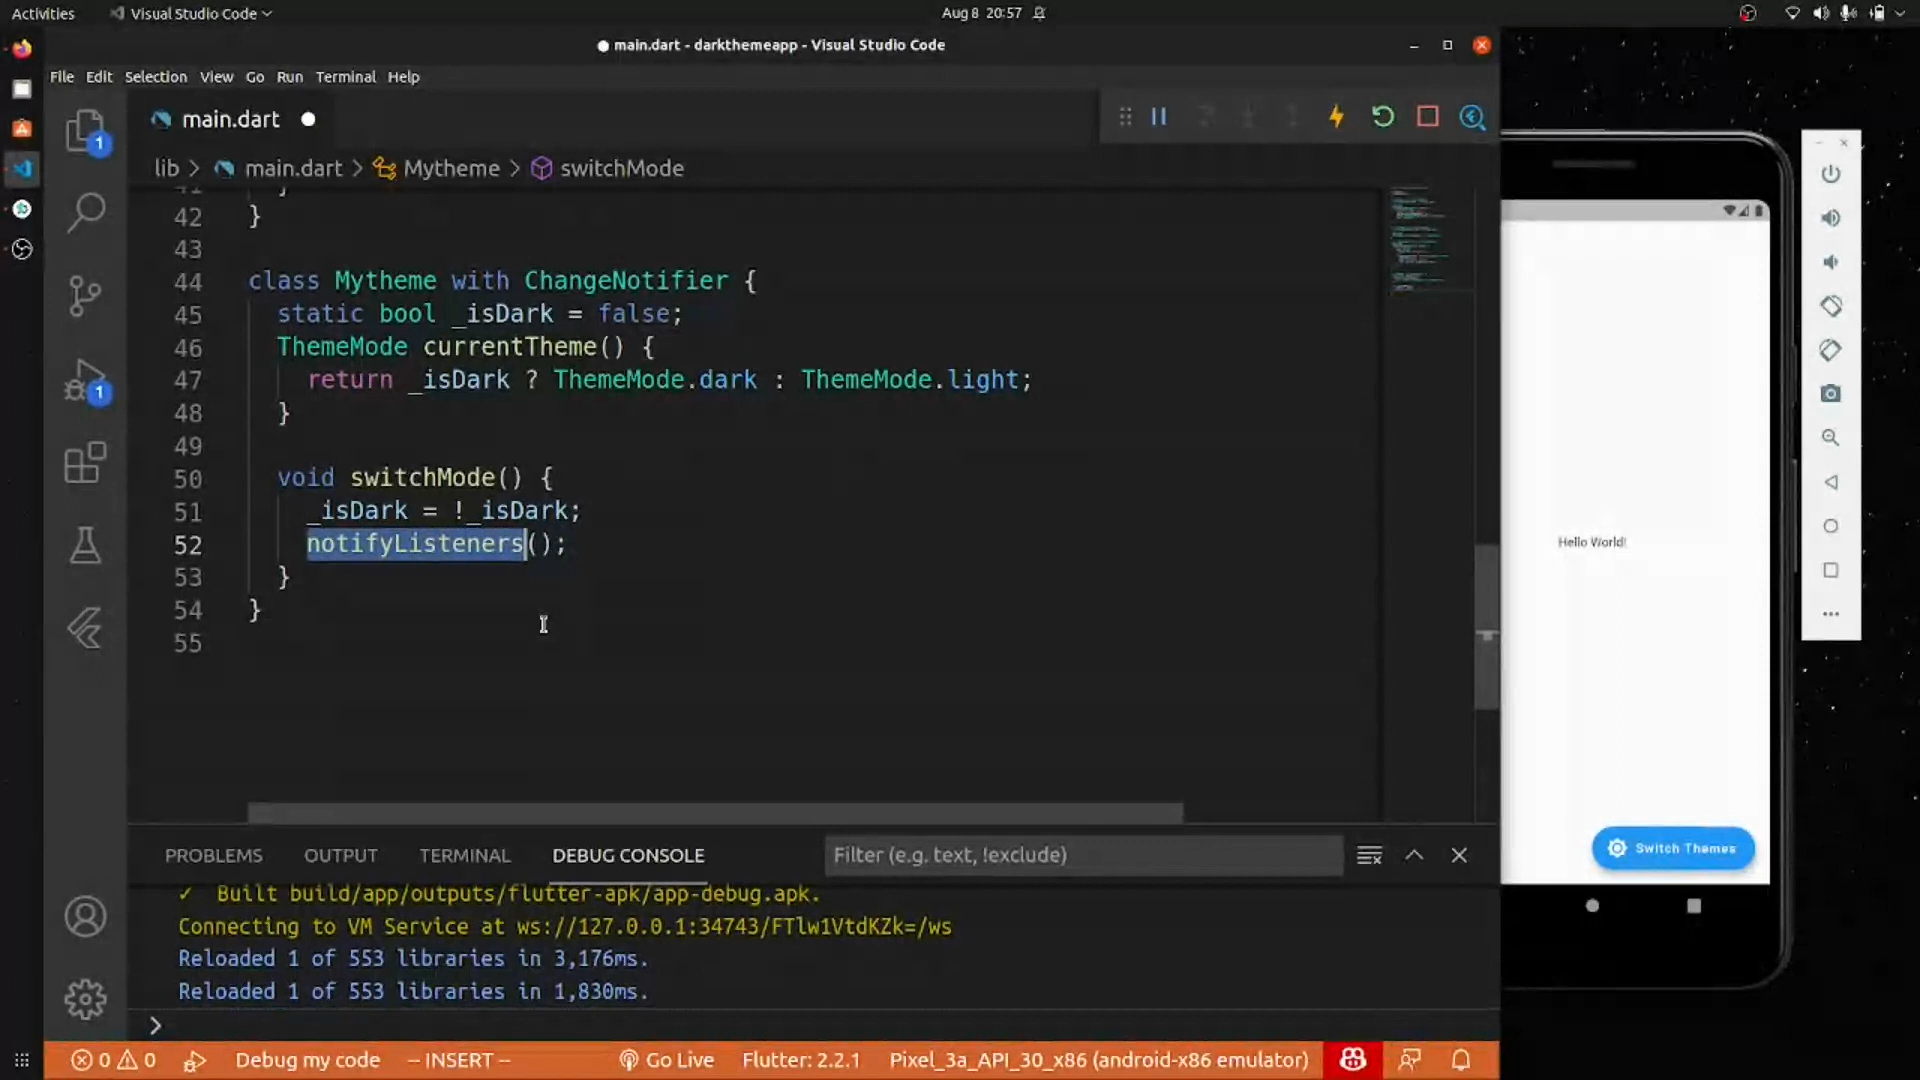 Activities Visual Studio Code Aug 8 20:57
main.dart - darkthemeapp - Visual Studio Code
File Edit Selection View Go Run Terminal Help
main.dart
lib > main.dart > Mytheme > switchMode
42 }
43
44 class Mytheme with ChangeNotifier {
45 static bool _isDark = false;
46 ThemeMode currentTheme() {
47 return _isDark ? ThemeMode.dark : ThemeMode.light;
48 }
49
50 void switchMode() {
51 _isDark = !_isDark;
52 notifyListeners();
53 }
54 }
55
1
1
Hello World!
Switch Themes
PROBLEMS OUTPUT TERMINAL DEBUG CONSOLE Filter (e.g. text, !exclude)
✓ Built build/app/outputs/flutter-apk/app-debug.apk.
Connecting to VM Service at ws://127.0.0.1:34743/FTlw1VtdKZk=/ws
Reloaded 1 of 553 libraries in 3,176ms.
Reloaded 1 of 553 libraries in 1,830ms.
>
0 0 Debug my code -- INSERT -- Go Live Flutter: 2.2.1 Pixel_3a_API_30_x86 (android-x86 emulator)